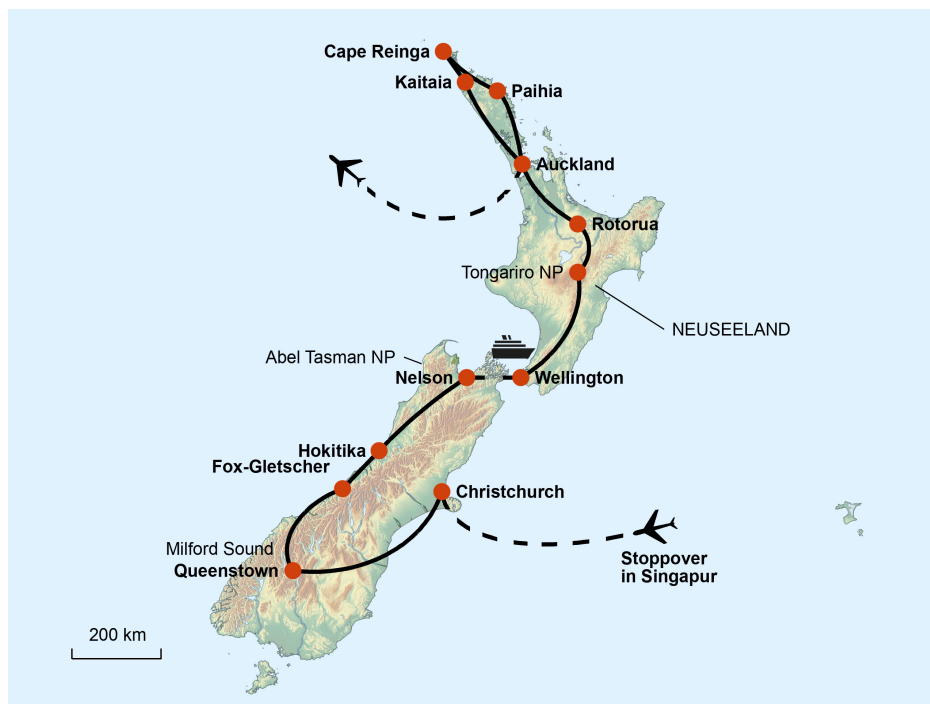 Cape Reinga
Kaitaia
Paihia
Auckland
Rotorua
Tongariro NP
NEUSEELAND
Abel Tasman NP
Nelson
Wellington
Hokitika
Fox-Gletscher
Christchurch
Milford Sound
Queenstown
Stoppover
in Singapur
200 km